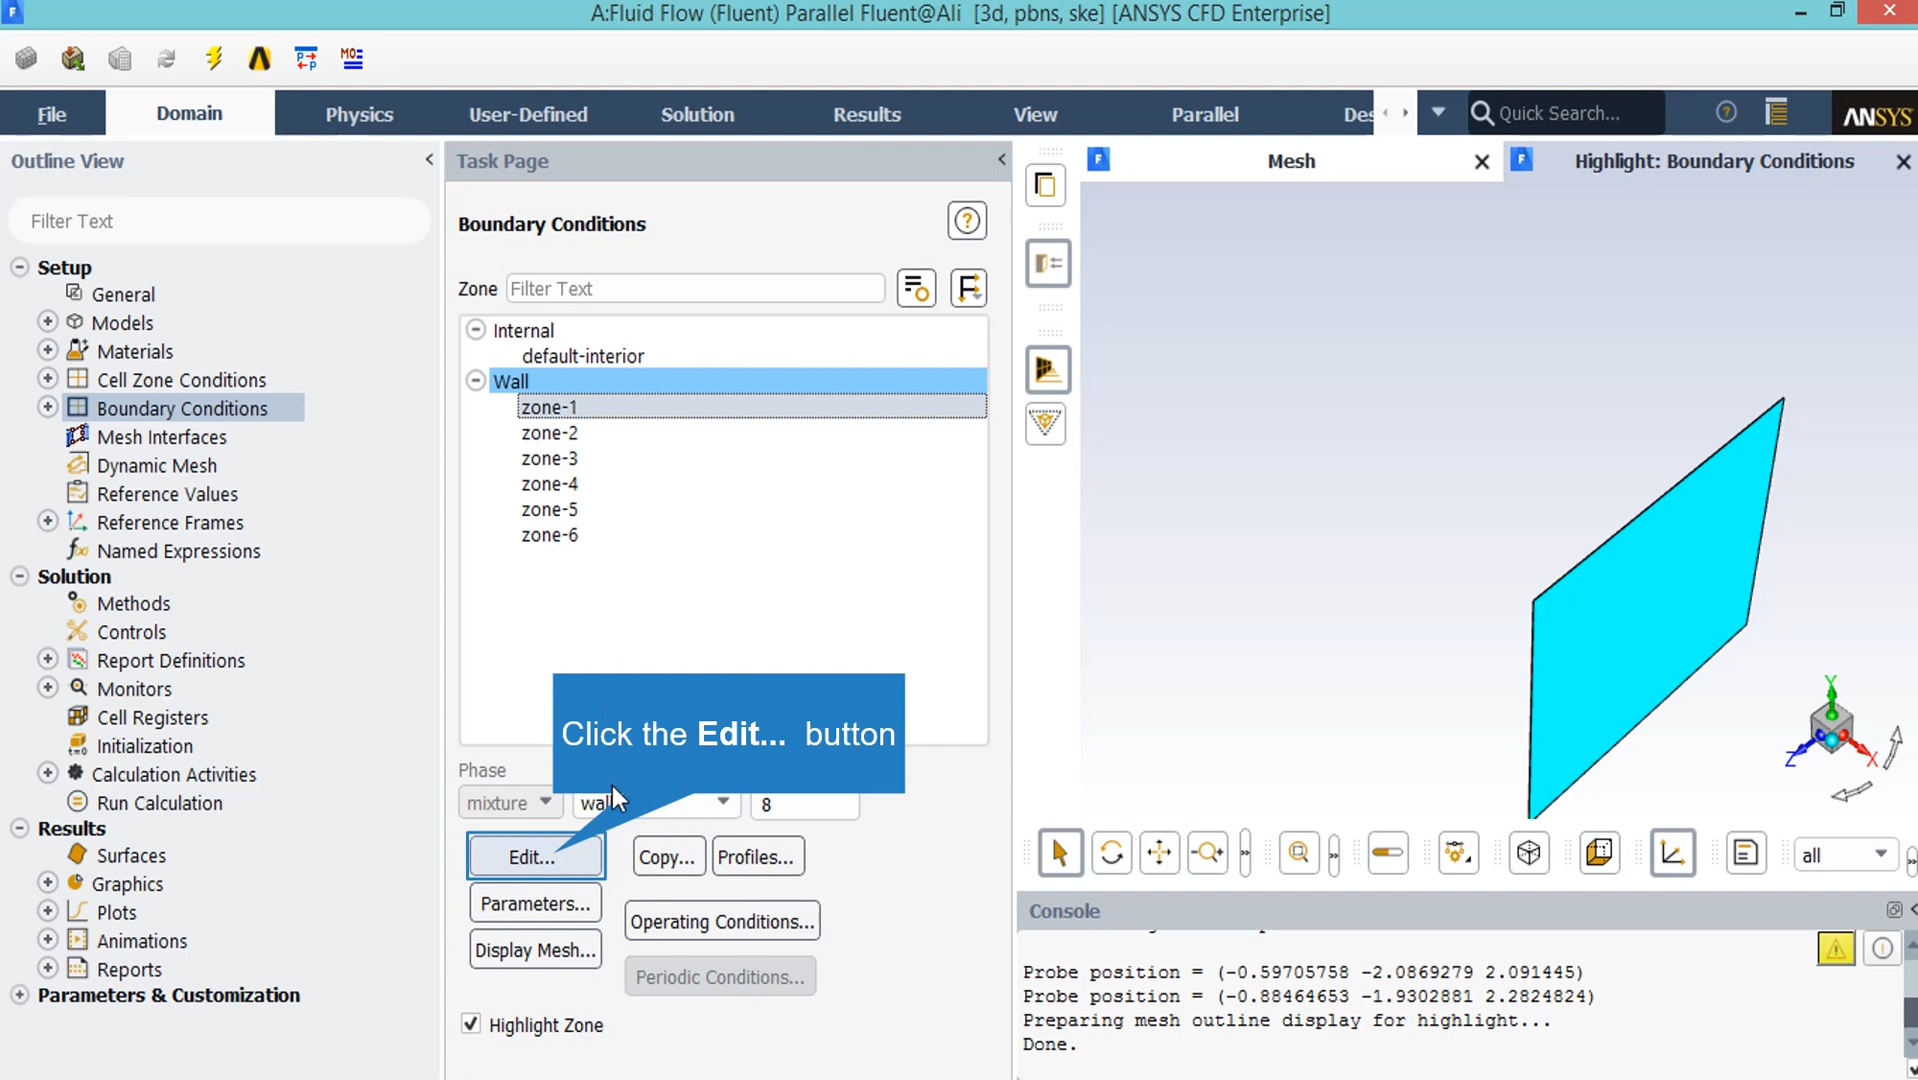 A:Fluid Flow (Fluent) Parallel Fluent@Ali [3d, pbns, ske] [ANSYS CFD Enterprise]
File
Domain
Physics
User-Defined
Solution
Results
View
Parallel
Des
Quick Search...
ANSYS
Outline View
Filter Text
Setup
General
Models
Materials
Cell Zone Conditions
Boundary Conditions
Mesh Interfaces
Dynamic Mesh
Reference Values
Reference Frames
Named Expressions
Solution
Methods
Controls
Report Definitions
Monitors
Cell Registers
Initialization
Calculation Activities
Run Calculation
Results
Surfaces
Graphics
Plots
Animations
Reports
Parameters & Customization
Task Page
Boundary Conditions
Zone
Filter Text
Internal
default-interior
Wall
zone-1
zone-2
zone-3
zone-4
zone-5
zone-6
Click the Edit... button
Phase
mixture
8
Edit...
Copy...
Profiles...
Parameters...
Operating Conditions...
Display Mesh...
Periodic Conditions...
Highlight Zone
Mesh
Highlight: Boundary Conditions
Y
Z
X
all
Console
Probe position = (-0.59705758 -2.0869279 2.091445)
Probe position = (-0.88464653 -1.9302881 2.2824824)
Preparing mesh outline display for highlight...
Done.